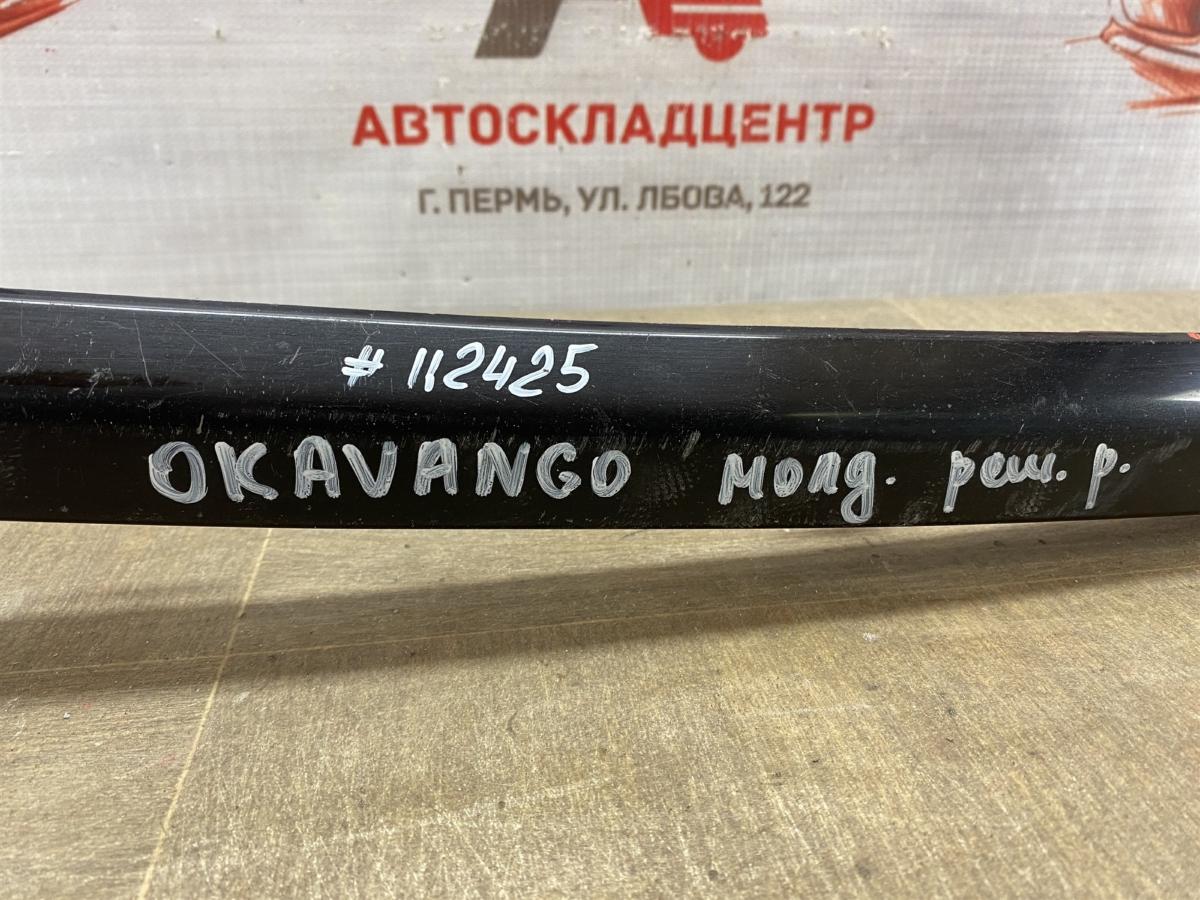 АВТОСКЛАДЦЕНТР
Г. ПЕРМЬ, УЛ. ЛБОВА, 122
# 112425
OKAVANGO молд. реш. р.